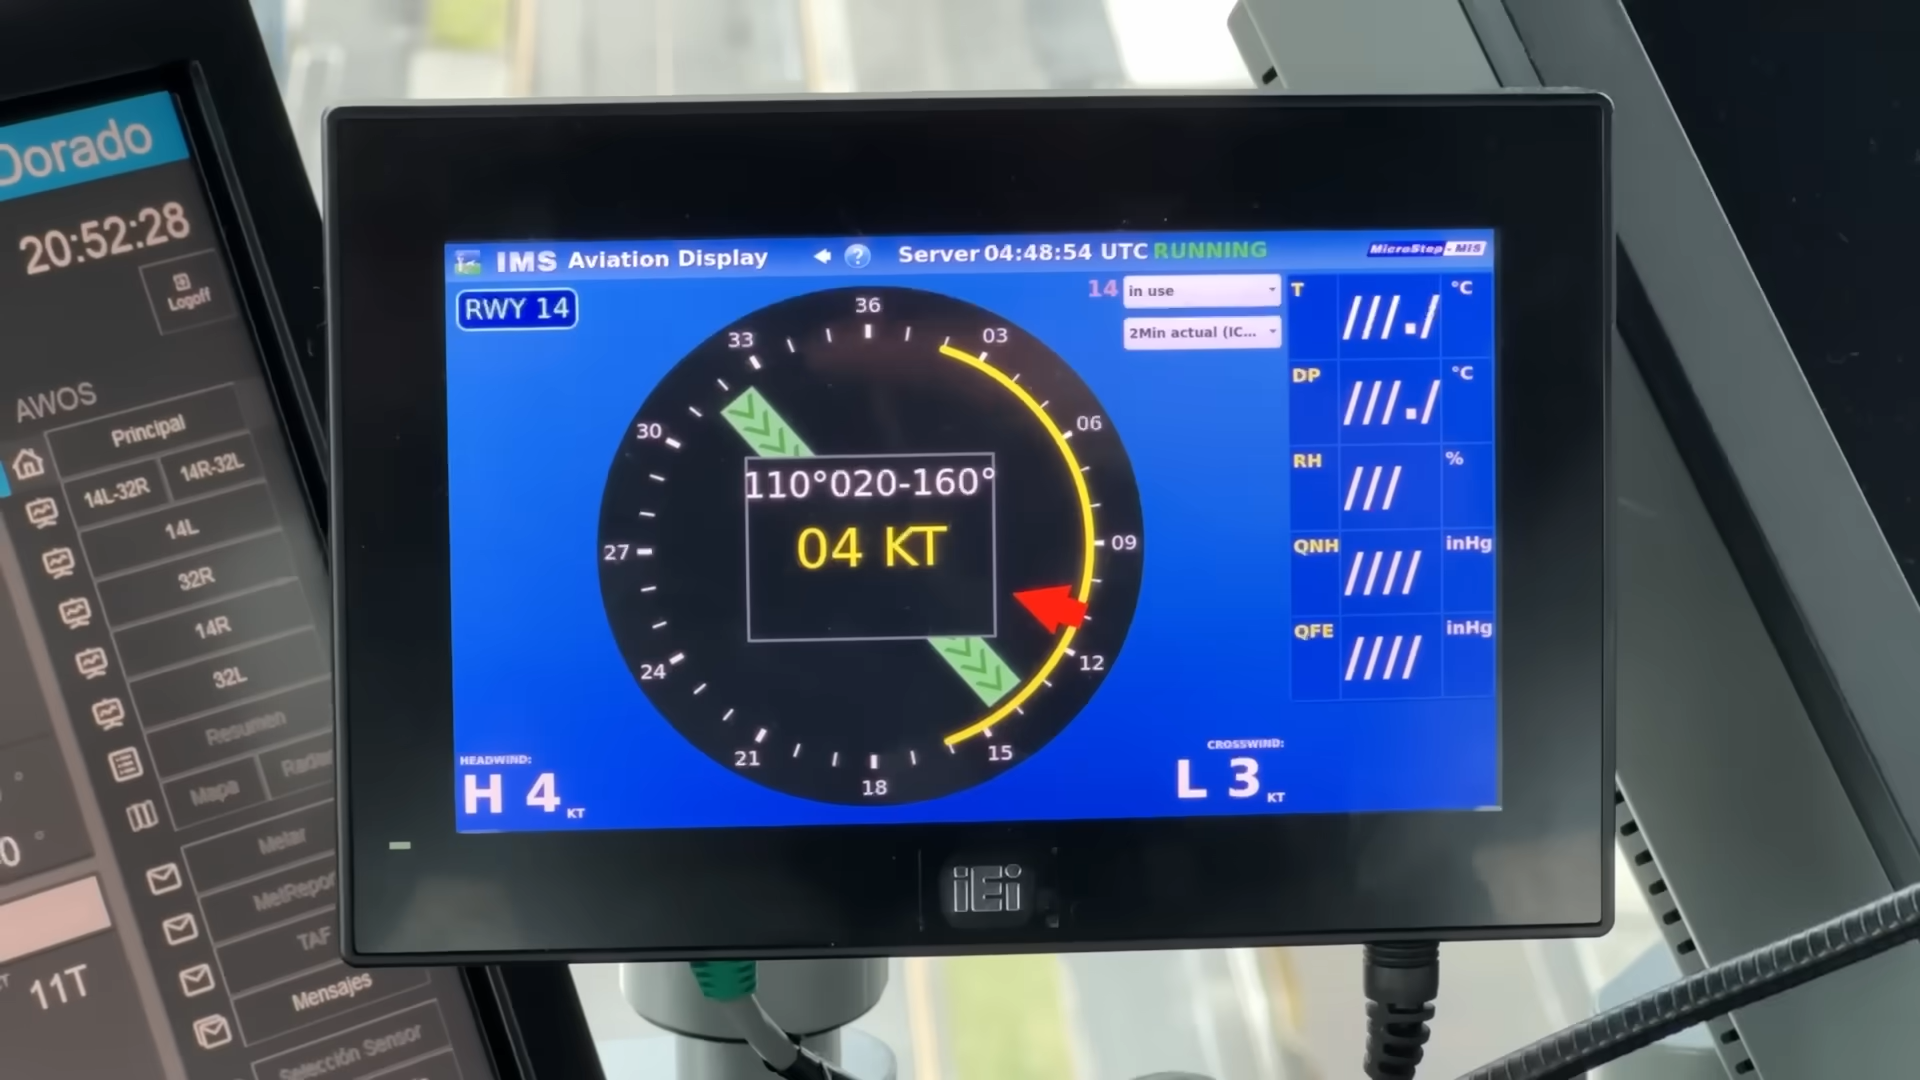 Dorado
20:52:28
Logoff
AWOS
Principal
14L-32R
14R-32L
14L
32R
14R
32L
Resumen
Mapa
Metar
TAF
Mensajes
Selección Sensor
11T
IMS Aviation Display
?
Server 04:48:54 UTC RUNNING
MicroStep-MIS
RWY 14
14 in use
2Min actual (IC...
36
03
06
09
12
15
18
21
24
27
30
33
110°020-160°
04 KT
T ///./ °C
DP ///./ °C
RH /// %
QNH //// inHg
QFE //// inHg
HEADWIND:
H 4 KT
CROSSWIND:
L 3 KT
iEi